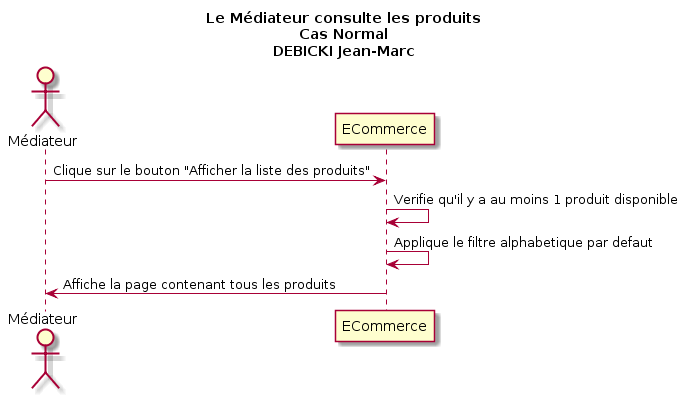 Le Médiateur consulte les produits
Cas Normal
DEBICKI Jean-Marc
Médiateur
ECommerce
Clique sur le bouton "Afficher la liste des produits"
Verifie qu'il y a au moins 1 produit disponible
Applique le filtre alphabetique par defaut
Affiche la page contenant tous les produits
Médiateur
ECommerce